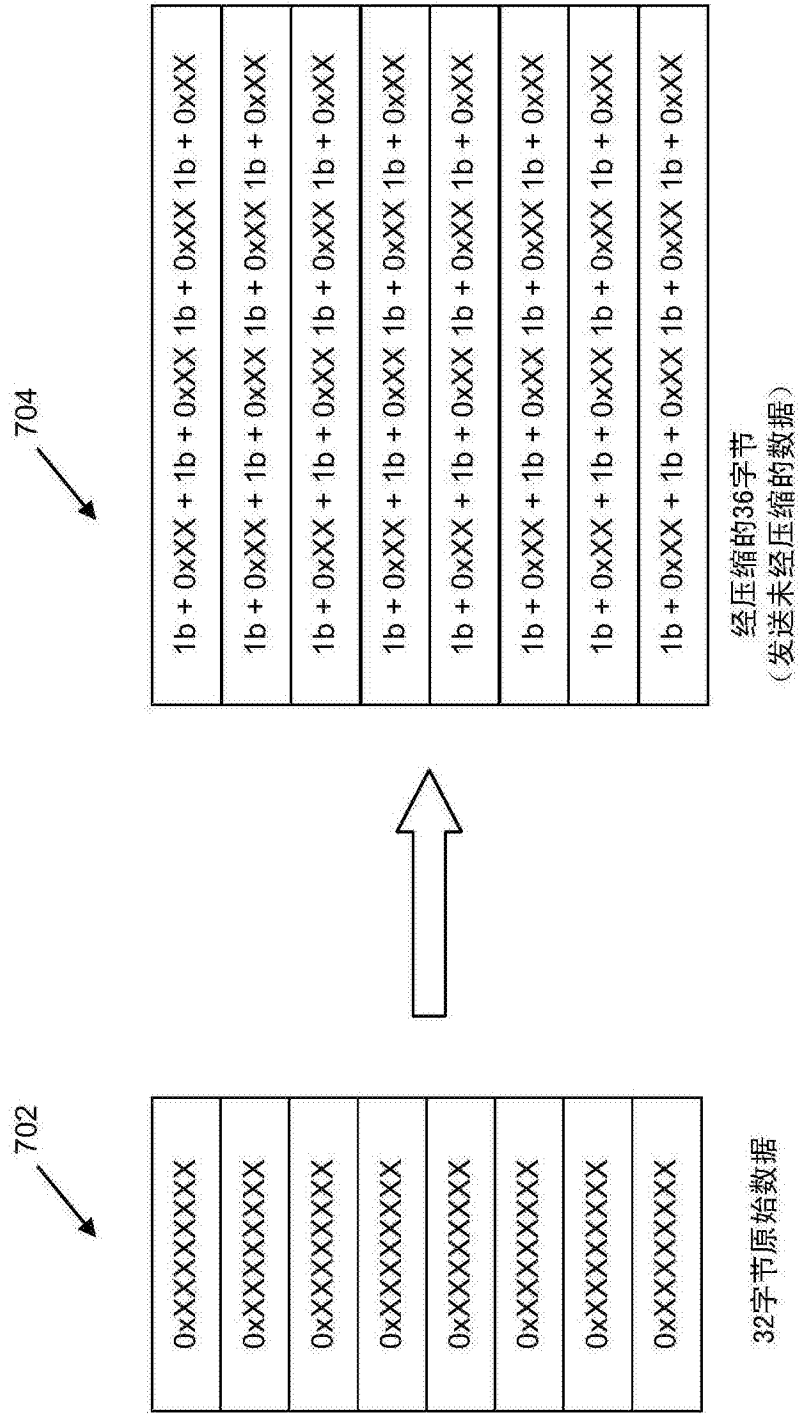 702
0xXXXXXXXX
0xXXXXXXXX
0xXXXXXXXX
0xXXXXXXXX
0xXXXXXXXX
0xXXXXXXXX
0xXXXXXXXX
0xXXXXXXXX
32字节原始数据
704
1b + 0xXX + 1b + 0xXX 1b + 0xXX 1b + 0xXX
1b + 0xXX + 1b + 0xXX 1b + 0xXX 1b + 0xXX
1b + 0xXX + 1b + 0xXX 1b + 0xXX 1b + 0xXX
1b + 0xXX + 1b + 0xXX 1b + 0xXX 1b + 0xXX
1b + 0xXX + 1b + 0xXX 1b + 0xXX 1b + 0xXX
1b + 0xXX + 1b + 0xXX 1b + 0xXX 1b + 0xXX
1b + 0xXX + 1b + 0xXX 1b + 0xXX 1b + 0xXX
1b + 0xXX + 1b + 0xXX 1b + 0xXX 1b + 0xXX
经压缩的36字节
（发送未经压缩的数据）